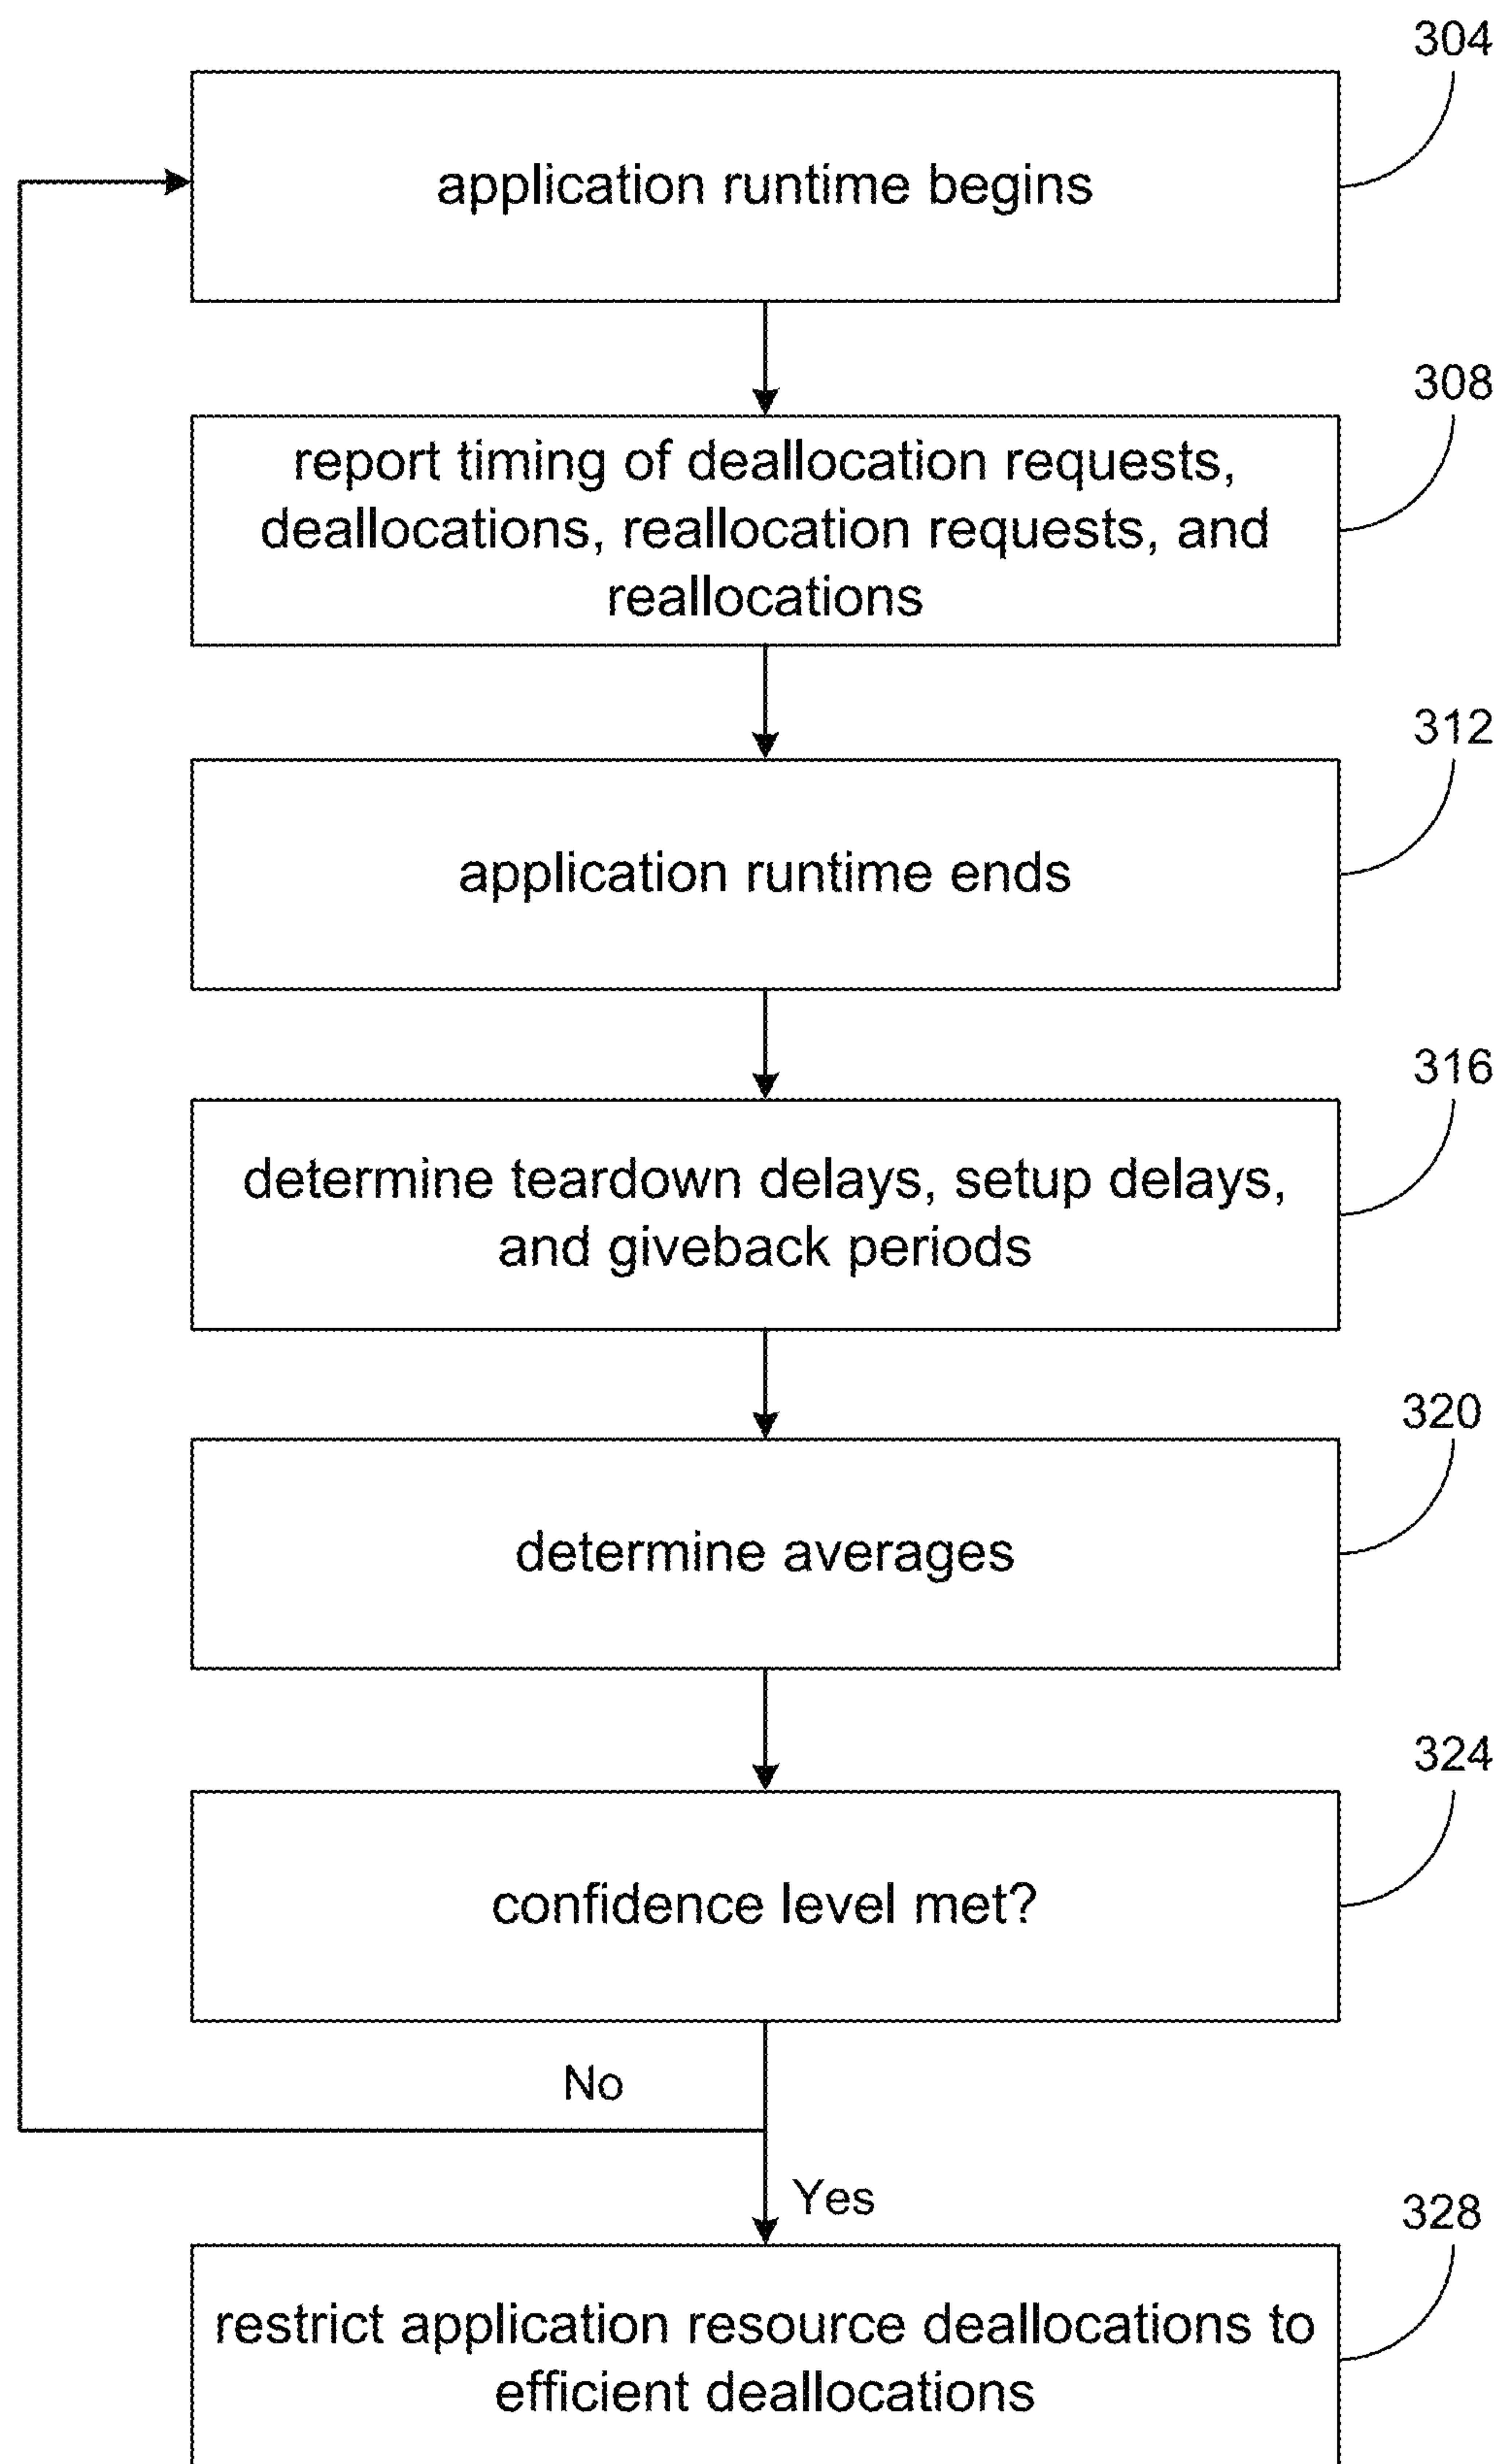 304
application runtime begins
308
report timing of deallocation requests,
deallocations, reallocation requests, and
reallocations
312
application runtime ends
316
determine teardown delays, setup delays,
and giveback periods
320
determine averages
324
confidence level met?
No
Yes
328
restrict application resource deallocations to
efficient deallocations